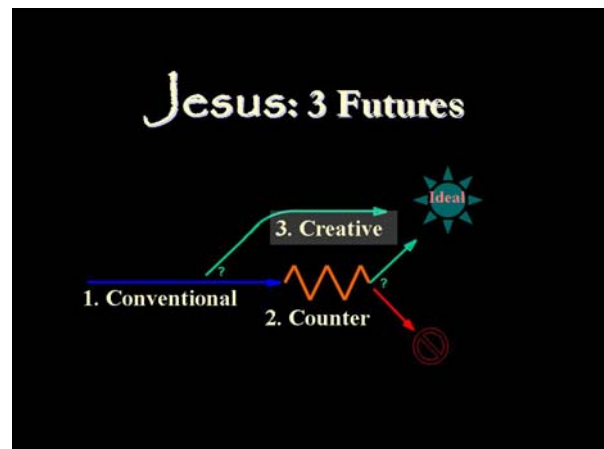 Jesus: 3 Futures
Ideal
3. Creative
?
?
1. Conventional
2. Counter